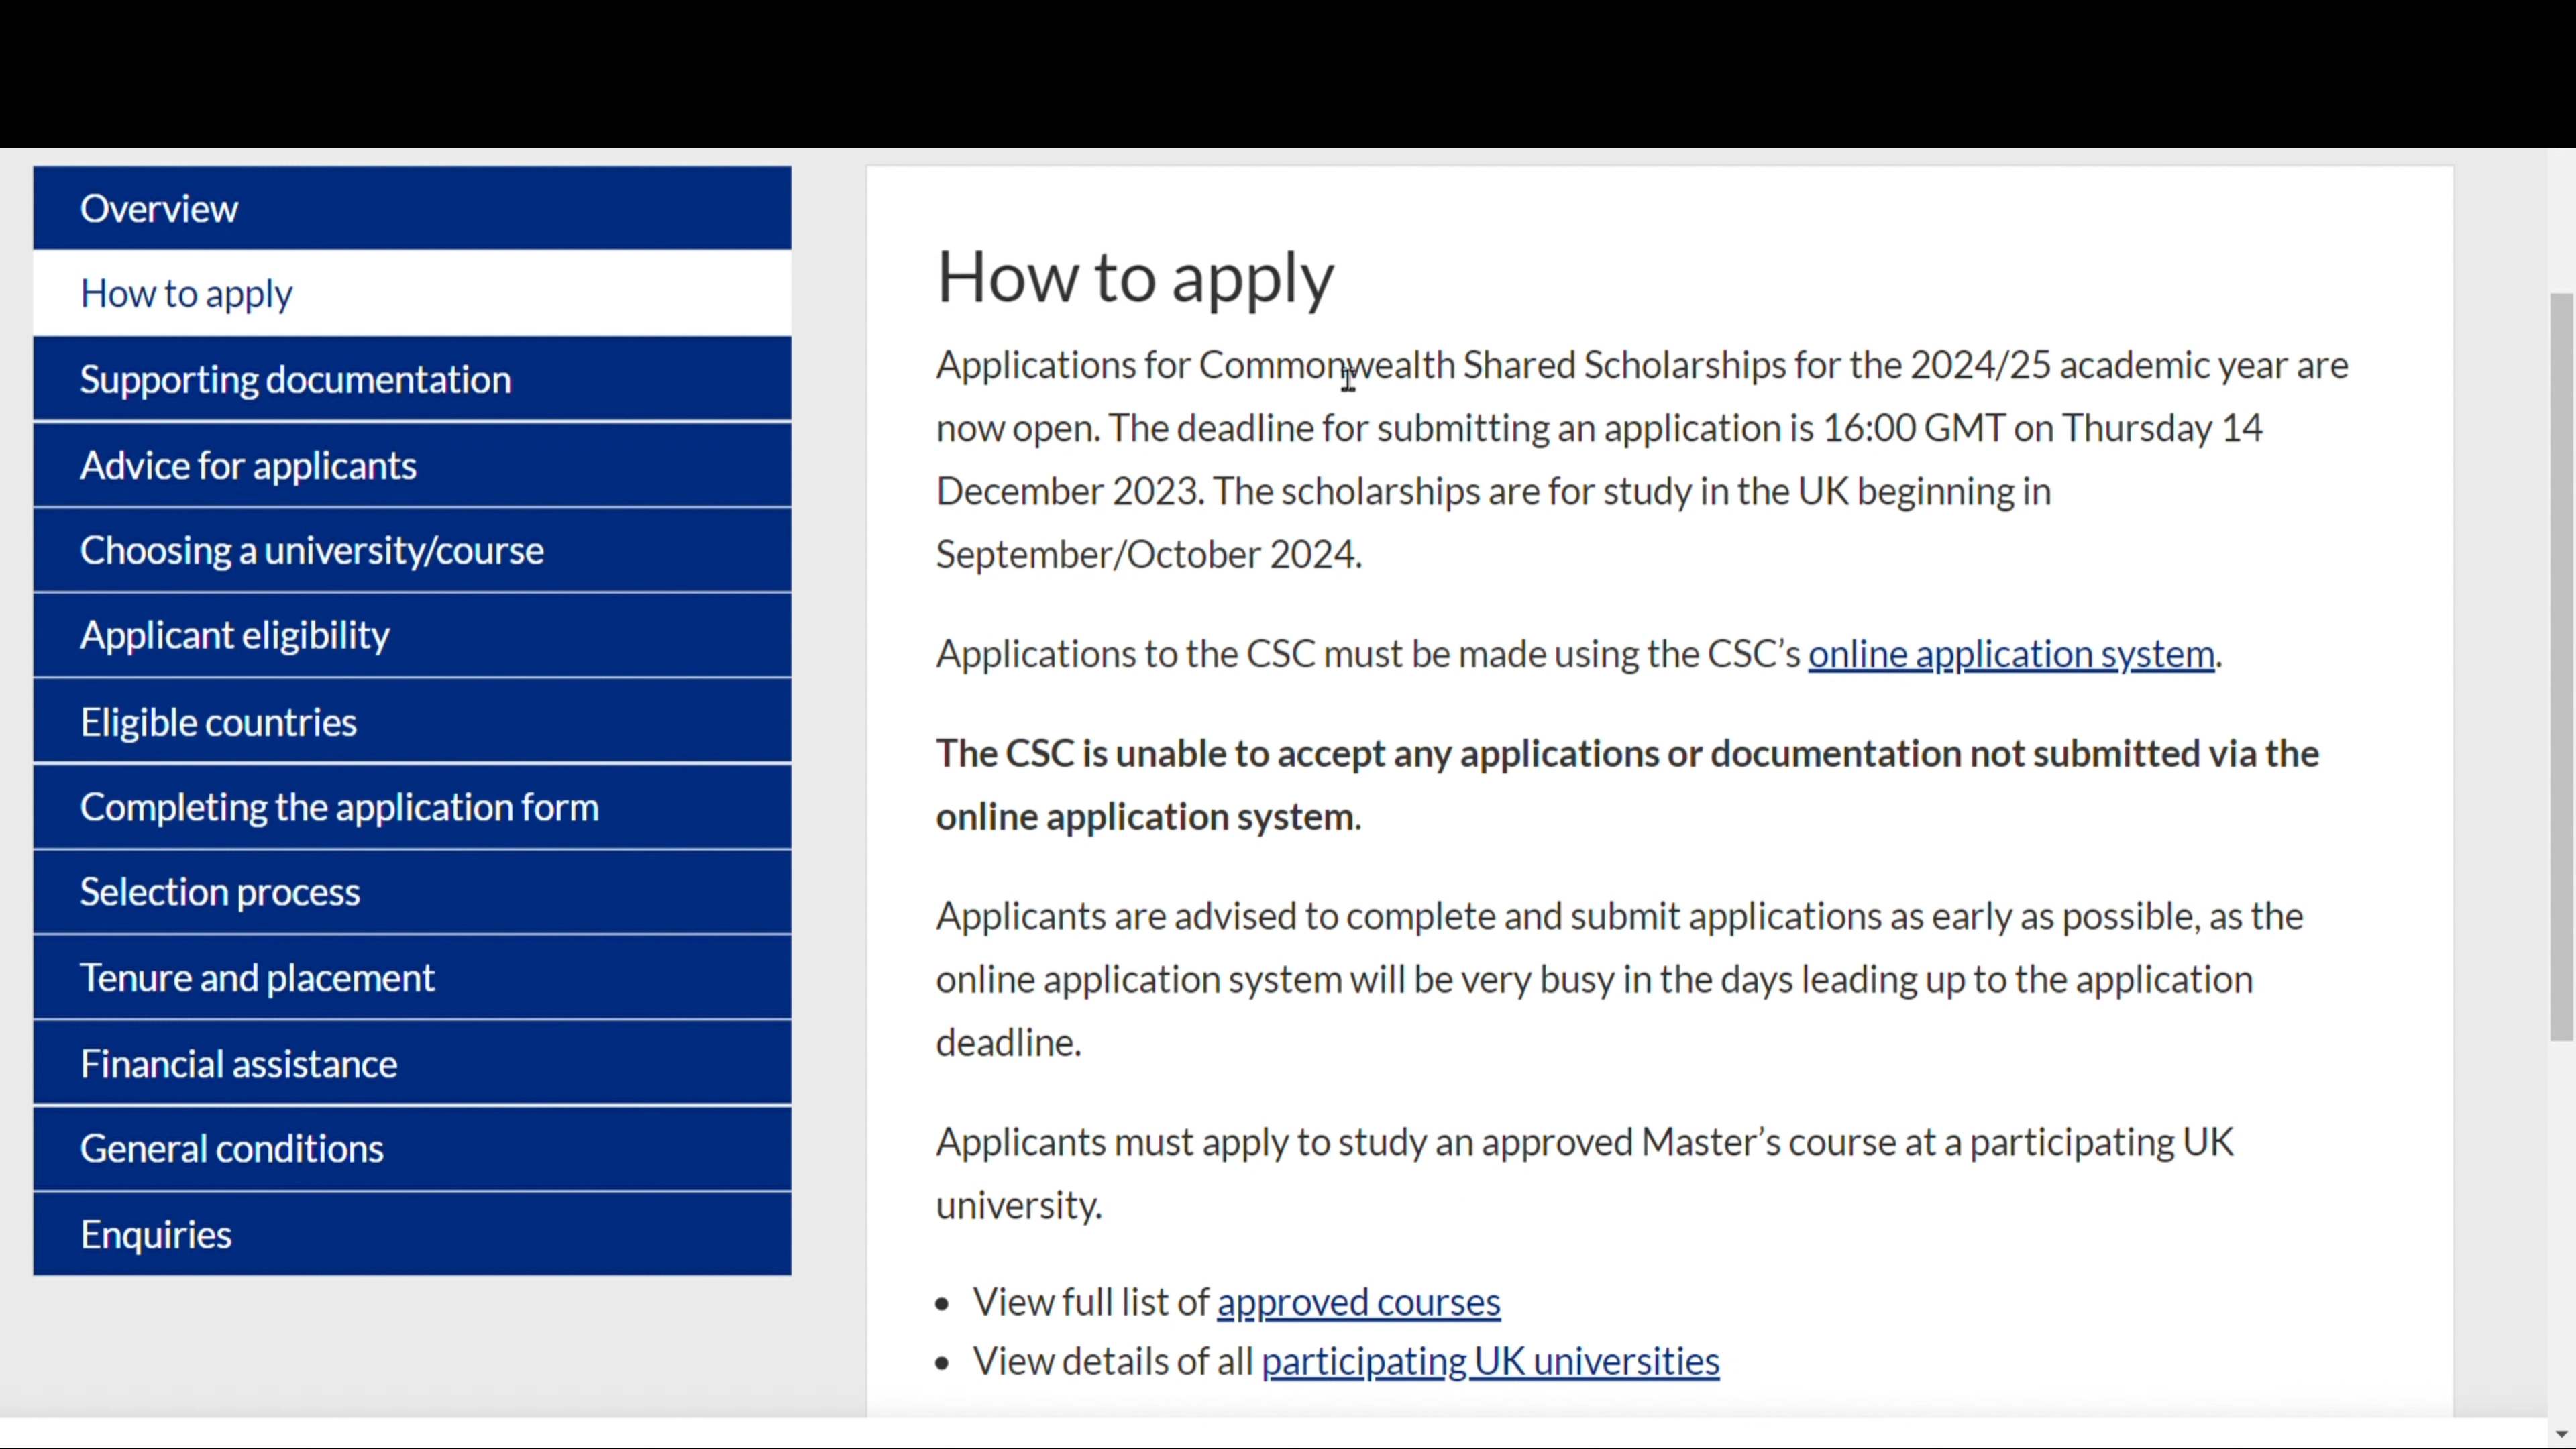 Overview
How to apply
Supporting documentation
Advice for applicants
Choosing a university/course
Applicant eligibility
Eligible countries
Completing the application form
Selection process
Tenure and placement
Financial assistance
General conditions
Enquiries
How to apply
Applications for Commonwealth Shared Scholarships for the 2024/25 academic year are
now open. The deadline for submitting an application is 16:00 GMT on Thursday 14
December 2023. The scholarships are for study in the UK beginning in
September/October 2024.
Applications to the CSC must be made using the CSC’s online application system.
The CSC is unable to accept any applications or documentation not submitted via the
online application system.
Applicants are advised to complete and submit applications as early as possible, as the
online application system will be very busy in the days leading up to the application
deadline.
Applicants must apply to study an approved Master’s course at a participating UK
university.
• View full list of approved courses
• View details of all participating UK universities